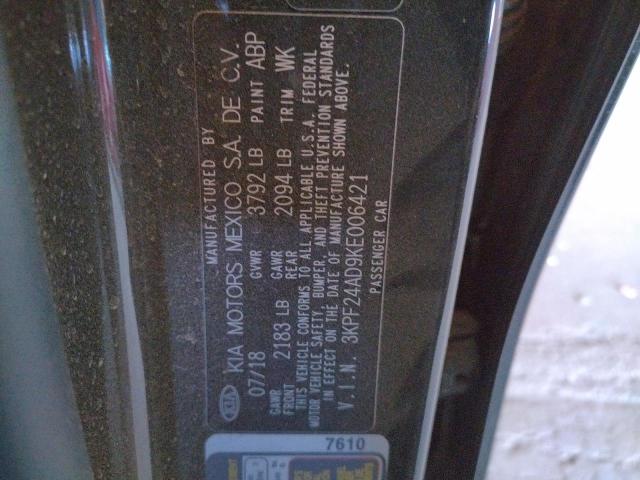 MANUFACTURED BY
KIA KIA MOTORS MEXICO S.A. DE C.V.
07/18 GVWR 3792 LB PAINT ABP
GAWR FRONT 2183 LB GAWR REAR 2094 LB TRIM WK
THIS VEHICLE CONFORMS TO ALL APPLICABLE U.S.A. FEDERAL
MOTOR VEHICLE SAFETY, BUMPER, AND THEFT PREVENTION STANDARDS
IN EFFECT ON THE DATE OF MANUFACTURE SHOWN ABOVE.
V.I.N. 3KPF24AD9KE006421
PASSENGER CAR
7610